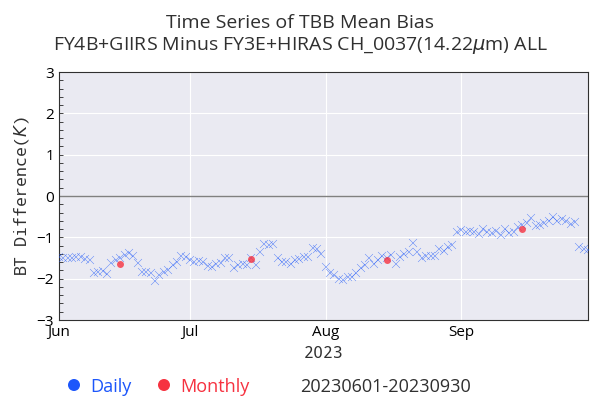 Time Series of TBB Mean Bias
FY4B+GIIRS Minus FY3E+HIRAS CH_0037(14.22μm) ALL
3
2
1
0
−1
−2
−3
BT Difference(K)
Jun Jul Aug Sep
2023
Daily Monthly 20230601-20230930